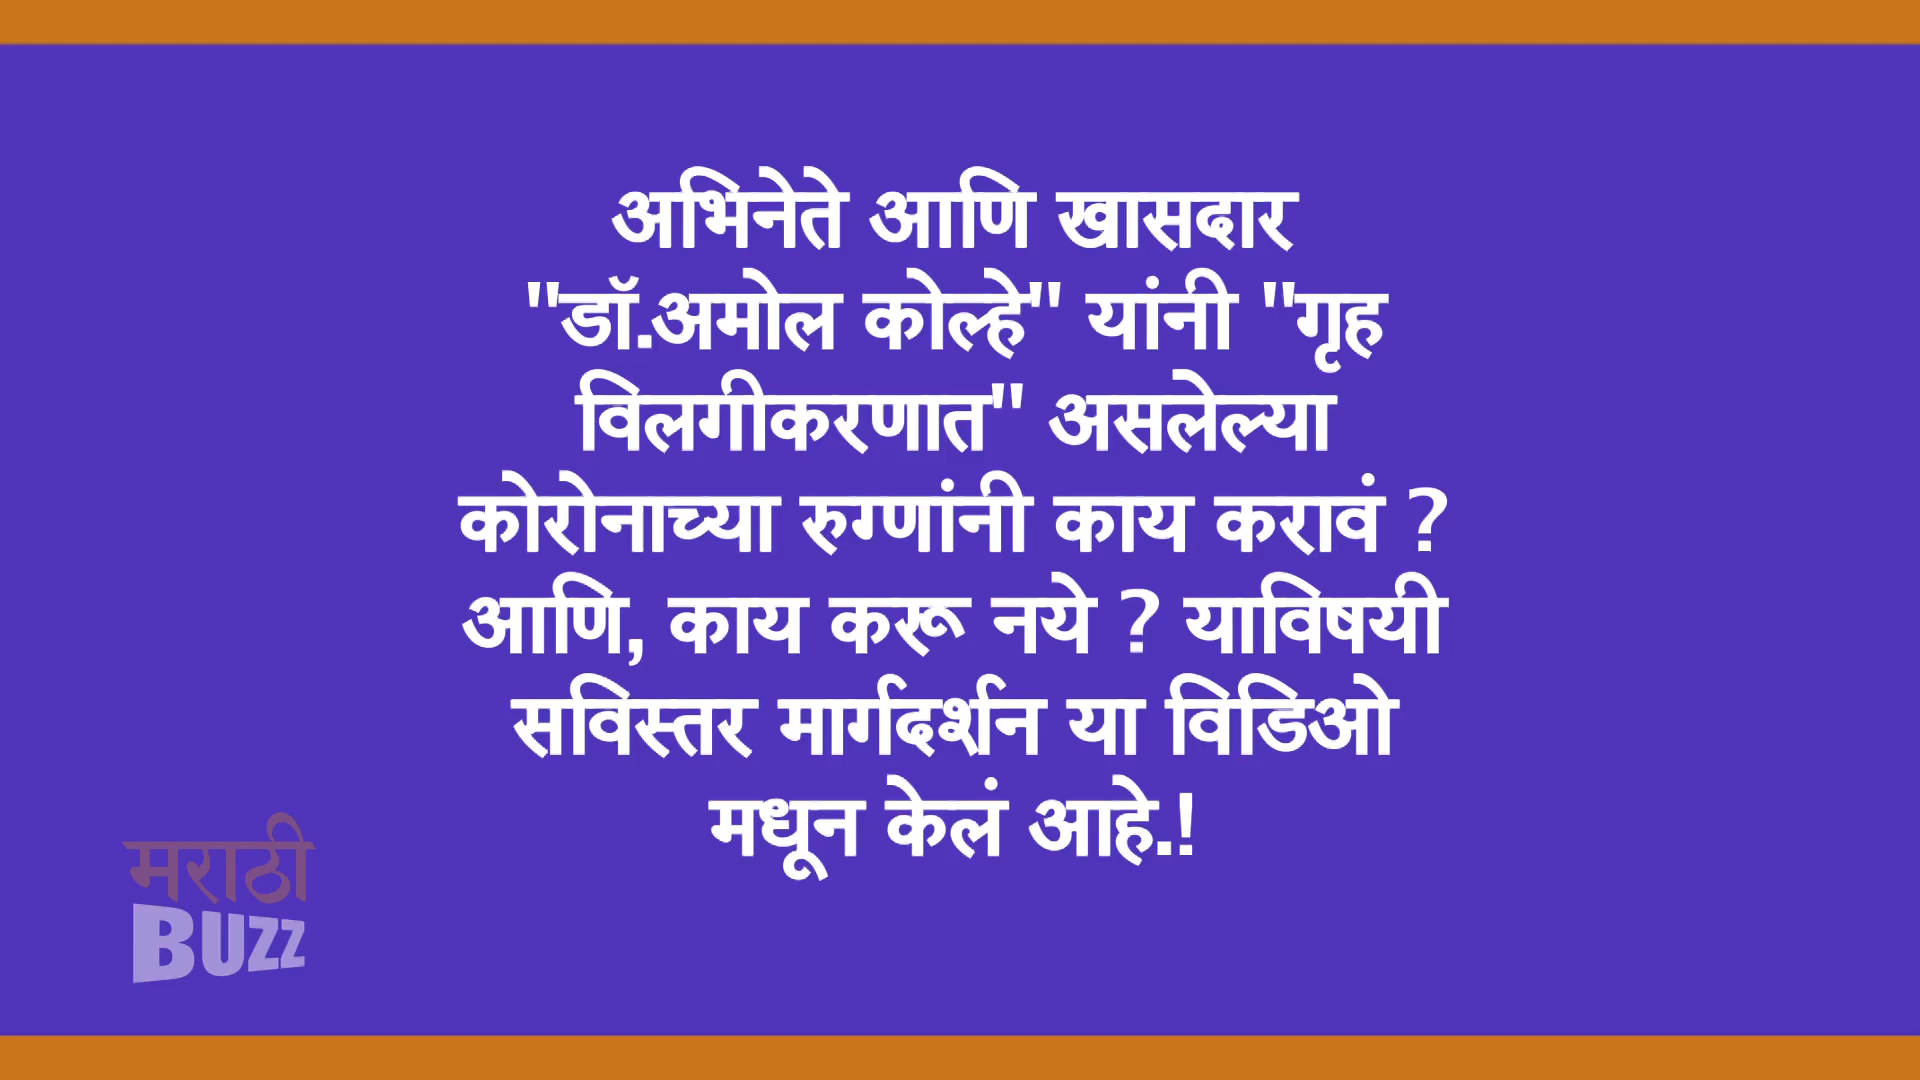 अभिनेते आणि खासदार
"डॉ.अमोल कोल्हे" यांनी "गृह
विलगीकरणात" असलेल्या
कोरोनाच्या रुग्णांनी काय करावं ?
आणि, काय करू नये ? याविषयी
सविस्तर मार्गदर्शन या विडिओ
मधून केलं आहे.!
मराठी
BUZZ